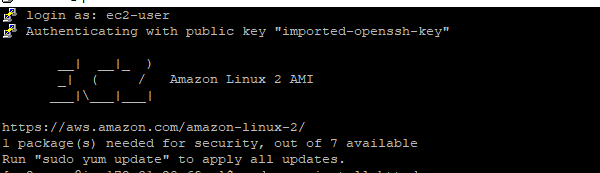 login as: ec2-user
Authenticating with public key "imported-openssh-key"
__|  __|_  )
_|  (     /   Amazon Linux 2 AMI
___|\___|___|
https://aws.amazon.com/amazon-linux-2/
1 package(s) needed for security, out of 7 available
Run "sudo yum update" to apply all updates.